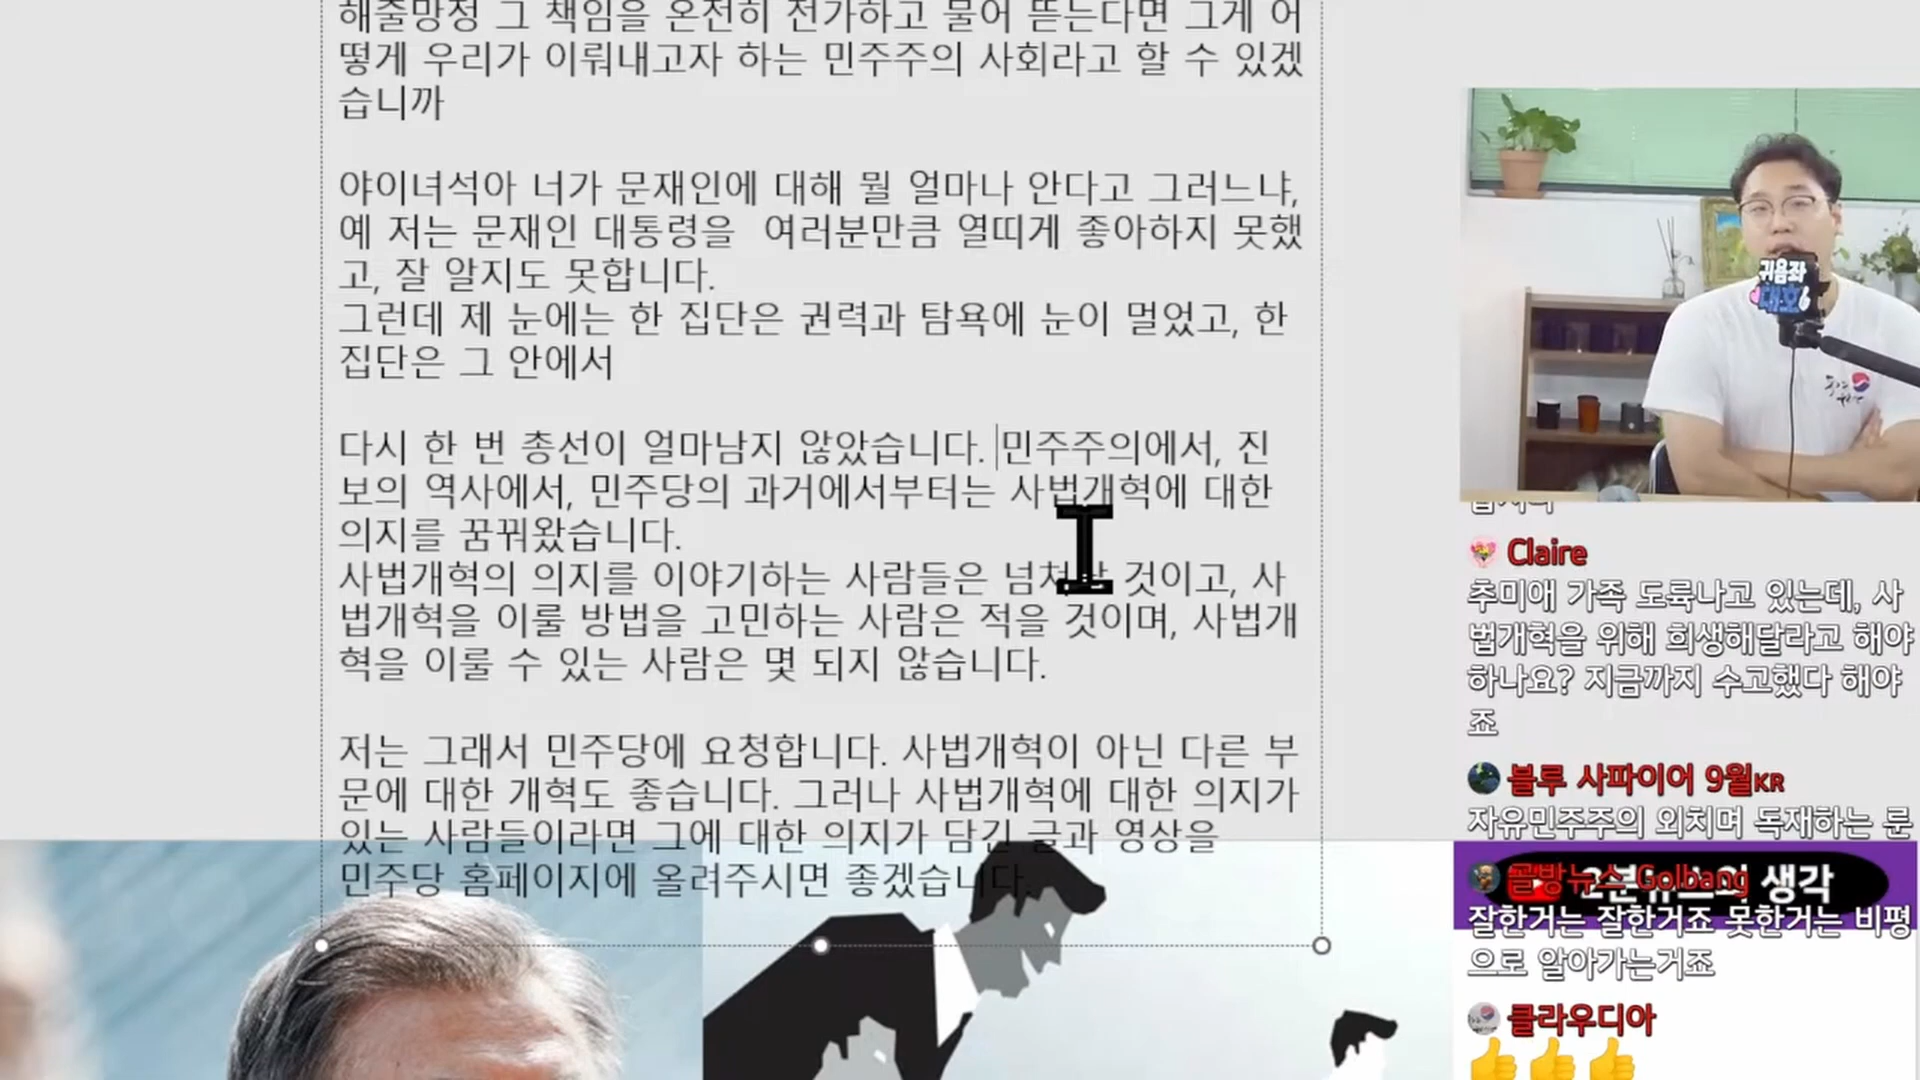 해줄망정 그 책임을 온전히 전가하고 물어 뜯는다면 그게 어
떻게 우리가 이뤄내고자 하는 민주주의 사회라고 할 수 있겠
습니까
야이녀석아 너가 문재인에 대해 뭘 얼마나 안다고 그러느냐,
예 저는 문재인 대통령을 여러분만큼 열띠게 좋아하지 못했
고, 잘 알지도 못합니다.
그런데 제 눈에는 한 집단은 권력과 탐욕에 눈이 멀었고, 한
집단은 그 안에서
다시 한 번 총선이 얼마남지 않았습니다. 민주주의에서, 진
보의 역사에서, 민주당의 과거에서부터는 사법개혁에 대한
의지를 꿈꿔왔습니다.
사법개혁의 의지를 이야기하는 사람들은 것이고, 사
법개혁을 이룰 방법을 고민하는 사람은 적을 것이며, 사법개
혁을 이룰 수 있는 사람은 몇 되지 않습니다.
저는 그래서 민주당에 요청합니다. 사법개혁이 아닌 다른 부
문에 대한 개혁도 좋습니다. 그러나 사법개혁에 대한 의지가
있는 사람들이라면 그에 대한 의지가 담긴 글과 영상을
민주당 홈페이지에 올려주시면 좋겠습니다.
귀욤좌
대호
Claire
추미애 가족 도륙나고 있는데, 사
법개혁을 위해 희생해달라고 해야
하나요? 지금까지 수고했다 해야
죠
블루 사파이어 9월KR
자유민주주의 외치며 독재하는 룬
골방뉴스 Golbang
생각
잘한거는 잘한거죠 못한거는 비평
으로 알아가는거죠
클라우디아